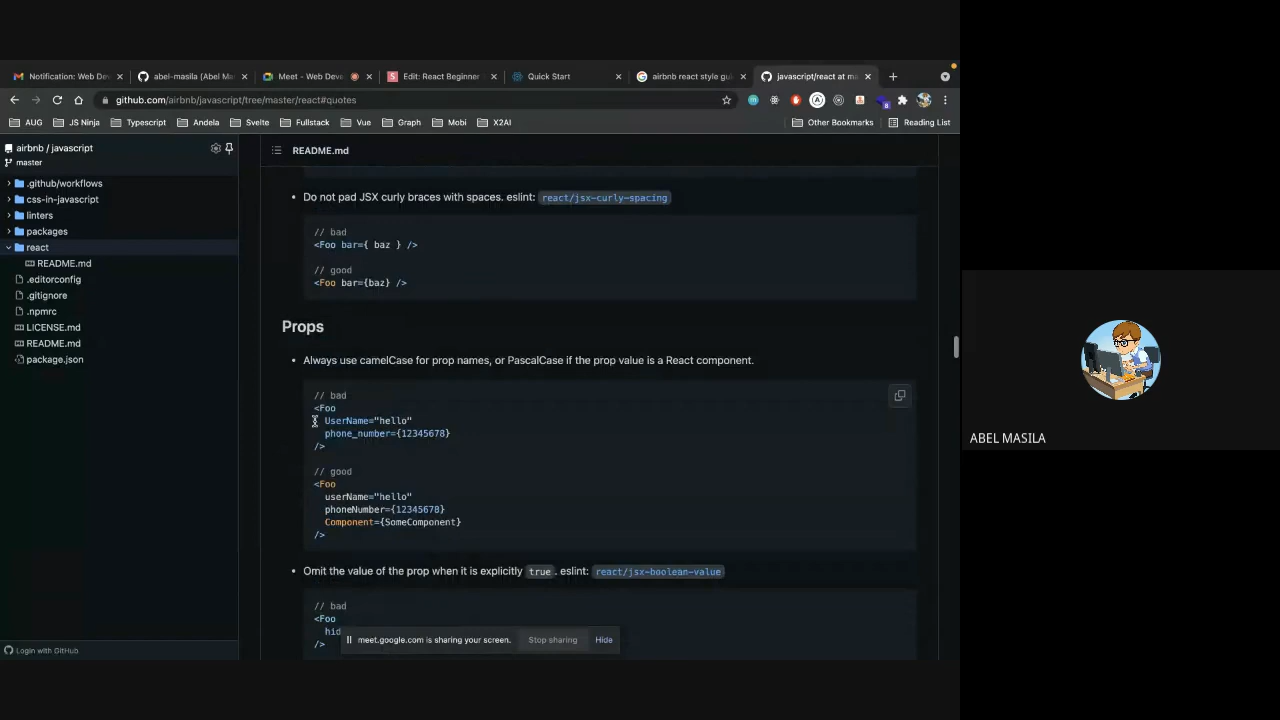 Notification: Web De
abel-masila (Abel Ma
Meet - Web Deve
Edit: React Beginner
Quick Start
airbnb react style gui
javascript/react at ma
github.com/airbnb/javascript/tree/master/react#quotes
AUG
JS Ninja
Typescript
Andela
Svelte
Fullstack
Vue
Graph
Mobi
X2AI
Other Bookmarks
Reading List
airbnb / javascript
master
.github/workflows
css-in-javascript
linters
packages
react
README.md
.editorconfig
.gitignore
.npmrc
LICENSE.md
README.md
package.json
Login with GitHub
README.md
Do not pad JSX curly braces with spaces. eslint: react/jsx-curly-spacing
// bad
<Foo bar={ baz } />
// good
<Foo bar={baz} />
Props
Always use camelCase for prop names, or PascalCase if the prop value is a React component.
// bad
<Foo
UserName="hello"
phone_number={12345678}
/>
// good
<Foo
userName="hello"
phoneNumber={12345678}
Component={SomeComponent}
/>
Omit the value of the prop when it is explicitly true. eslint: react/jsx-boolean-value
// bad
<Foo
hid
/>
meet.google.com is sharing your screen.
Stop sharing
Hide
ABEL MASILA